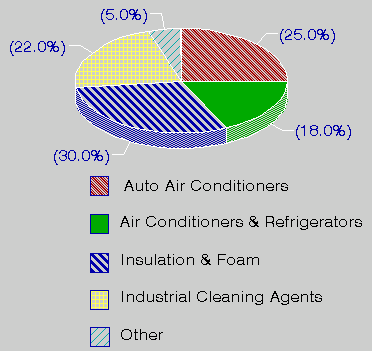 (5.0%)
(25.0%)
(22.0%)
(18.0%)
(30.0%)
Auto Air Conditioners
Air Conditioners & Refrigerators
Insulation & Foam
Industrial Cleaning Agents
Other